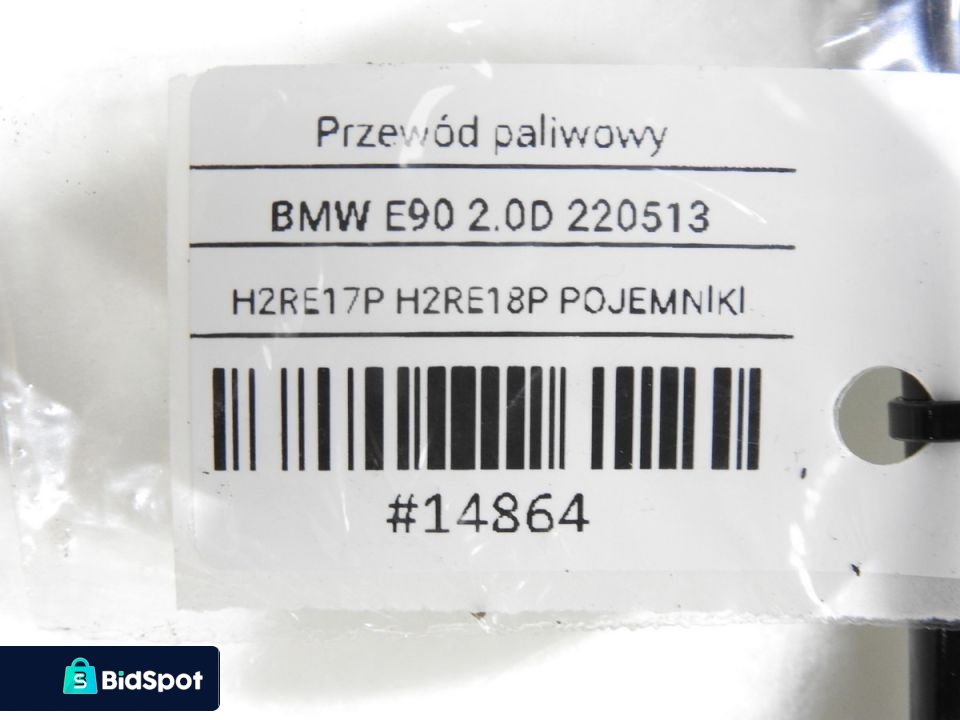 Przewód paliwowy
BMW E90 2.0D 220513
H2RE17P H2RE18P POJEMNIKI
#14864
BidSpot